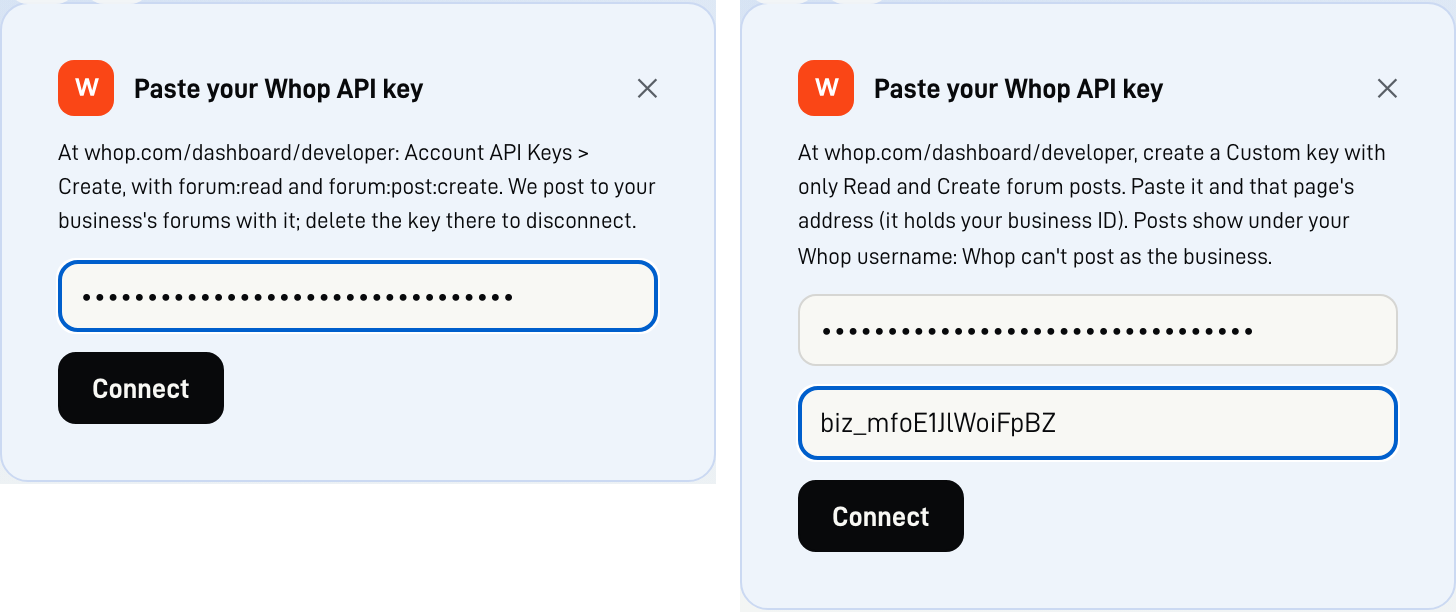 W
Paste your Whop API key
At whop.com/dashboard/developer: Account API Keys >
Create, with forum:read and forum:post:create. We post to your
business's forums with it; delete the key there to disconnect.
••••••••••••••••••••••••••••••••••
Connect
W
Paste your Whop API key
At whop.com/dashboard/developer, create a Custom key with
only Read and Create forum posts. Paste it and that page's
address (it holds your business ID). Posts show under your
Whop username: Whop can't post as the business.
••••••••••••••••••••••••••••••••••
biz_mfoE1JlWoiFpBZ
Connect